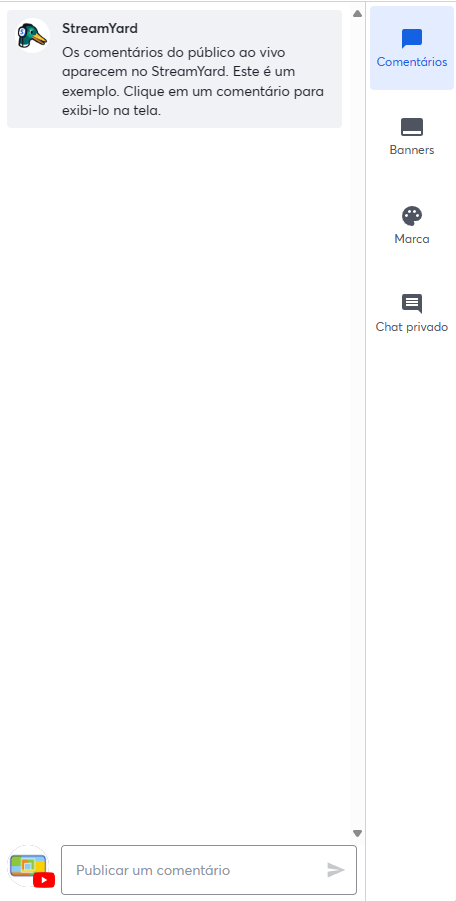 StreamYard
Os comentários do público ao vivo
aparecem no StreamYard. Este é um
exemplo. Clique em um comentário para
exibi-lo na tela.
Comentários
Banners
Marca
Chat privado
Publicar um comentário